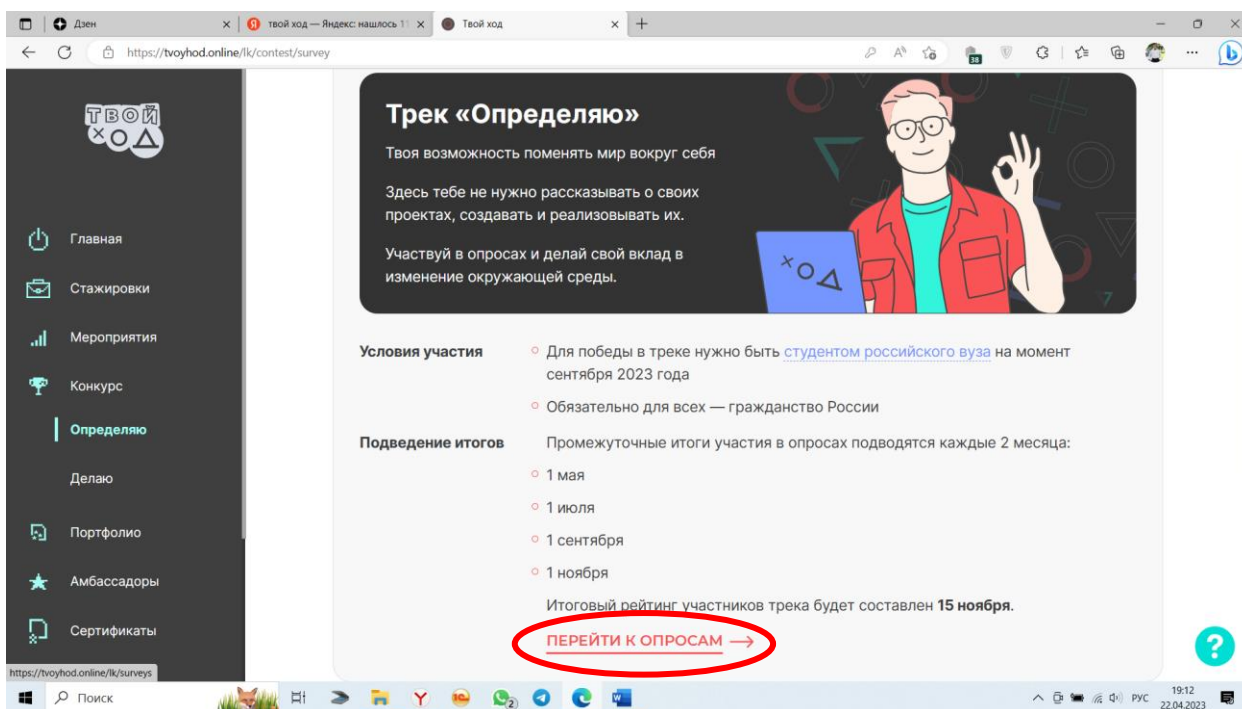 Дзен
твой ход — Яндекс: нашлось 11
Твой ход
https://tvoyhod.online/lk/contest/survey
38
ТВОЙ
ХОД
Главная
Стажировки
Мероприятия
Конкурс
Определяю
Делаю
Портфолио
Амбассадоры
Сертификаты
Трек «Определяю»
Твоя возможность поменять мир вокруг себя
Здесь тебе не нужно рассказывать о своих
проектах, создавать и реализовывать их.
Участвуй в опросах и делай свой вклад в
изменение окружающей среды.
ХОД
Условия участия
Для победы в треке нужно быть студентом российского вуза на момент
сентября 2023 года
Обязательно для всех — гражданство России
Подведение итогов
Промежуточные итоги участия в опросах подводятся каждые 2 месяца:
1 мая
1 июля
1 сентября
1 ноября
Итоговый рейтинг участников трека будет составлен 15 ноября.
ПЕРЕЙТИ К ОПРОСАМ
?
https://tvoyhod.online/lk/surveys
Поиск
РУС
19:12
22.04.2023